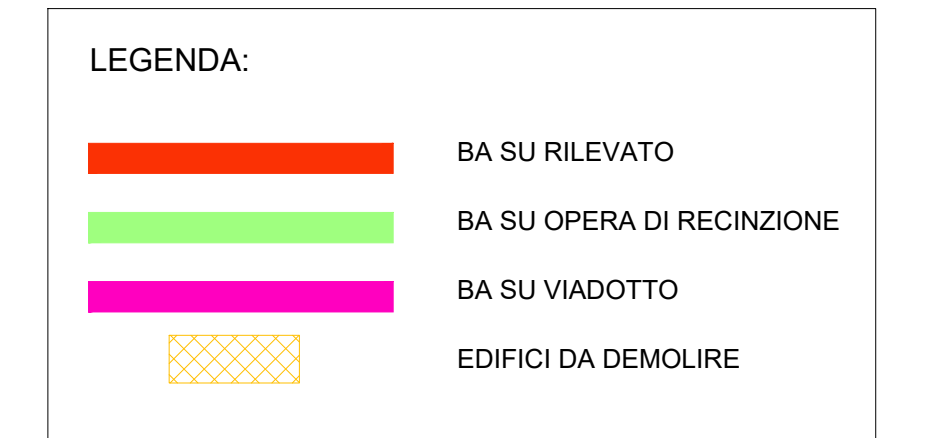 LEGENDA:
BA SU RILEVATO
BA SU OPERA DI RECINZIONE
BA SU VIADOTTO
EDIFICI DA DEMOLIRE